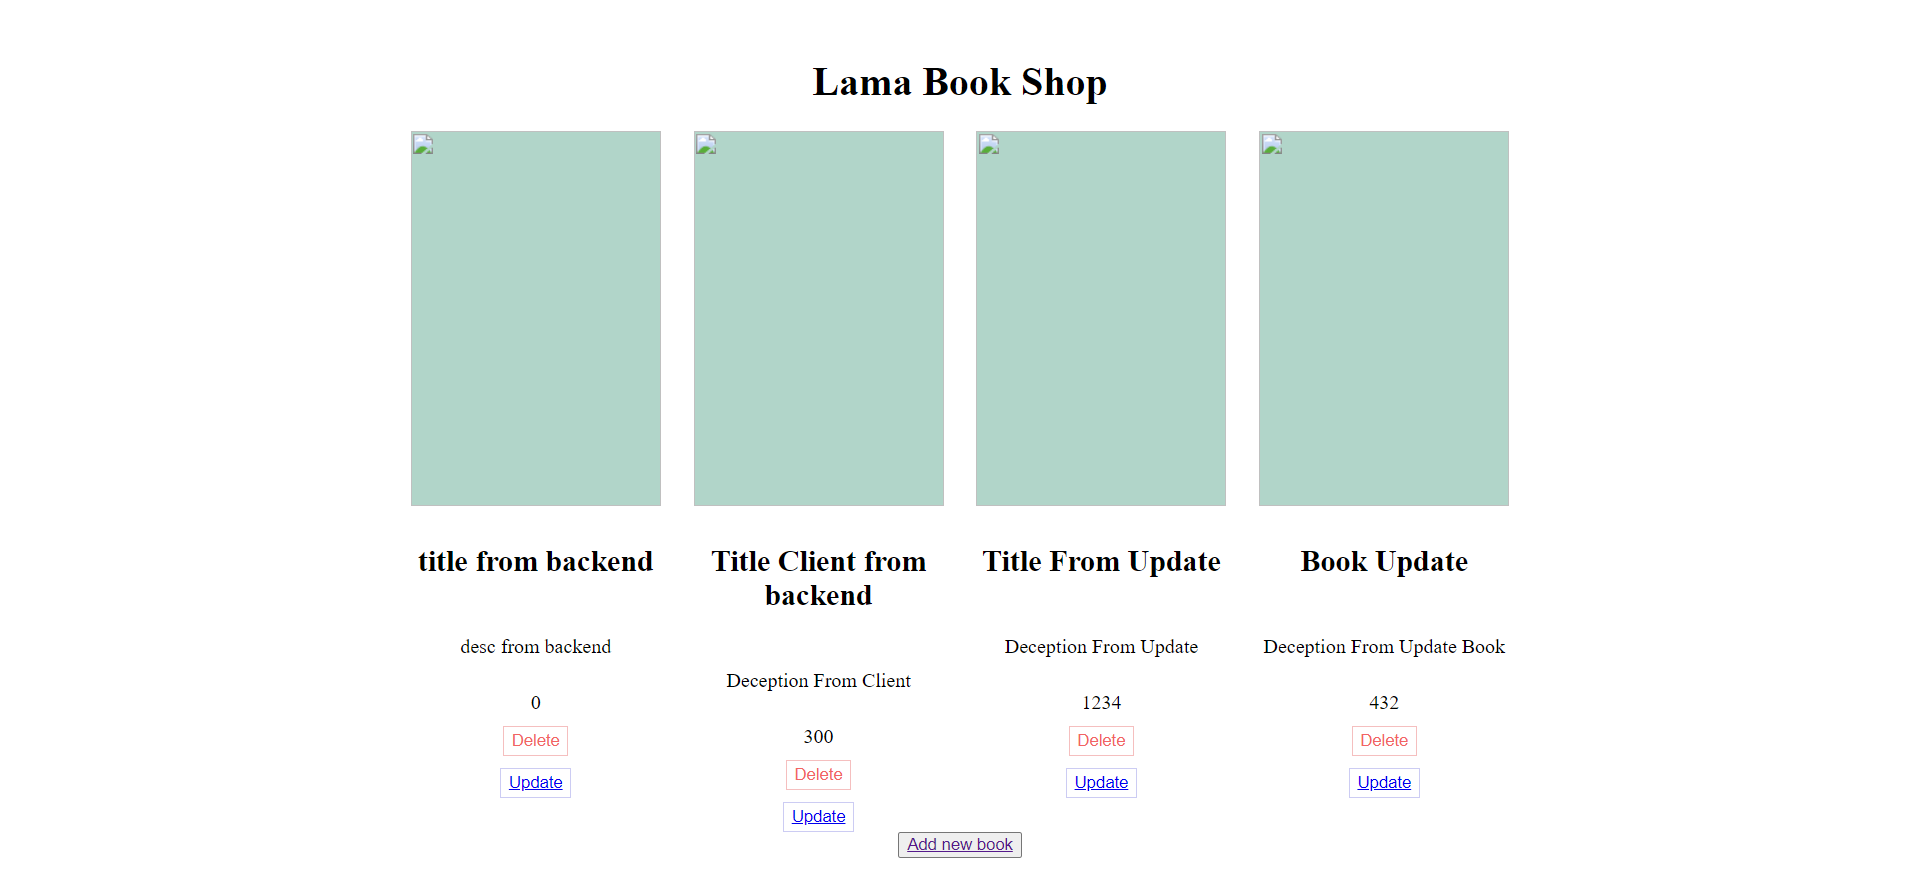 Lama Book Shop
title from backend
desc from backend
0
Delete
Update
Title Client from
backend
Deception From Client
300
Delete
Update
Title From Update
Deception From Update
1234
Delete
Update
Book Update
Deception From Update Book
432
Delete
Update
Add new book